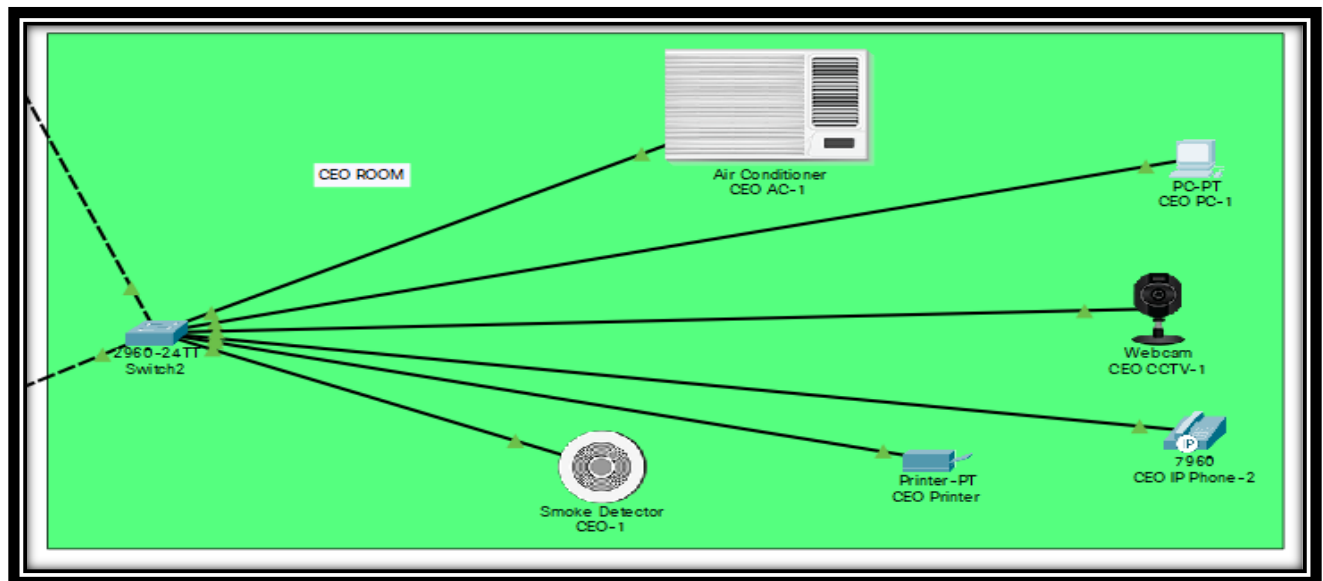 CEO ROOM
Air Conditioner
CEO AC-1
PC-PT
CEO PC-1
2960-24TT
Switch2
Webcam
CEO CCTV-1
IP
7960
CEO IP Phone-2
Printer-PT
CEO Printer
Smoke Detector
CEO-1